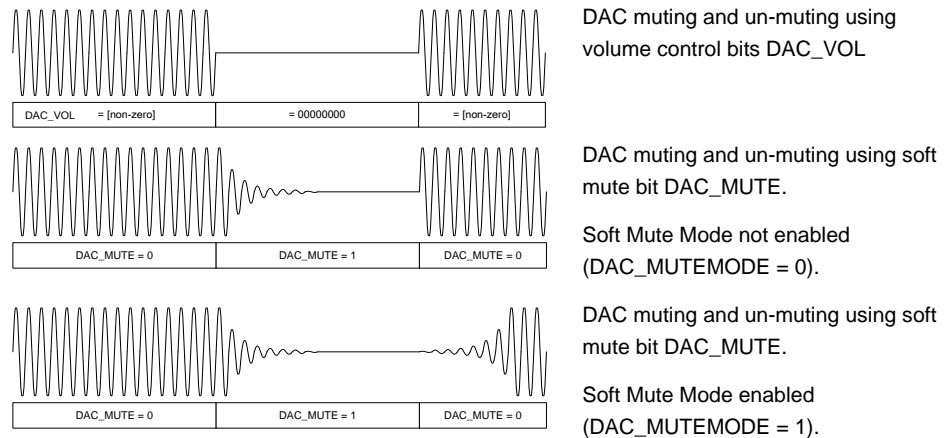 DAC muting and un-muting using
volume control bits DAC_VOL
DAC_VOL = [non-zero]
= 00000000
= [non-zero]
DAC muting and un-muting using soft
mute bit DAC_MUTE.
Soft Mute Mode not enabled
(DAC_MUTEMODE = 0).
DAC_MUTE = 0
DAC_MUTE = 1
DAC_MUTE = 0
DAC muting and un-muting using soft
mute bit DAC_MUTE.
Soft Mute Mode enabled
(DAC_MUTEMODE = 1).
DAC_MUTE = 0
DAC_MUTE = 1
DAC_MUTE = 0